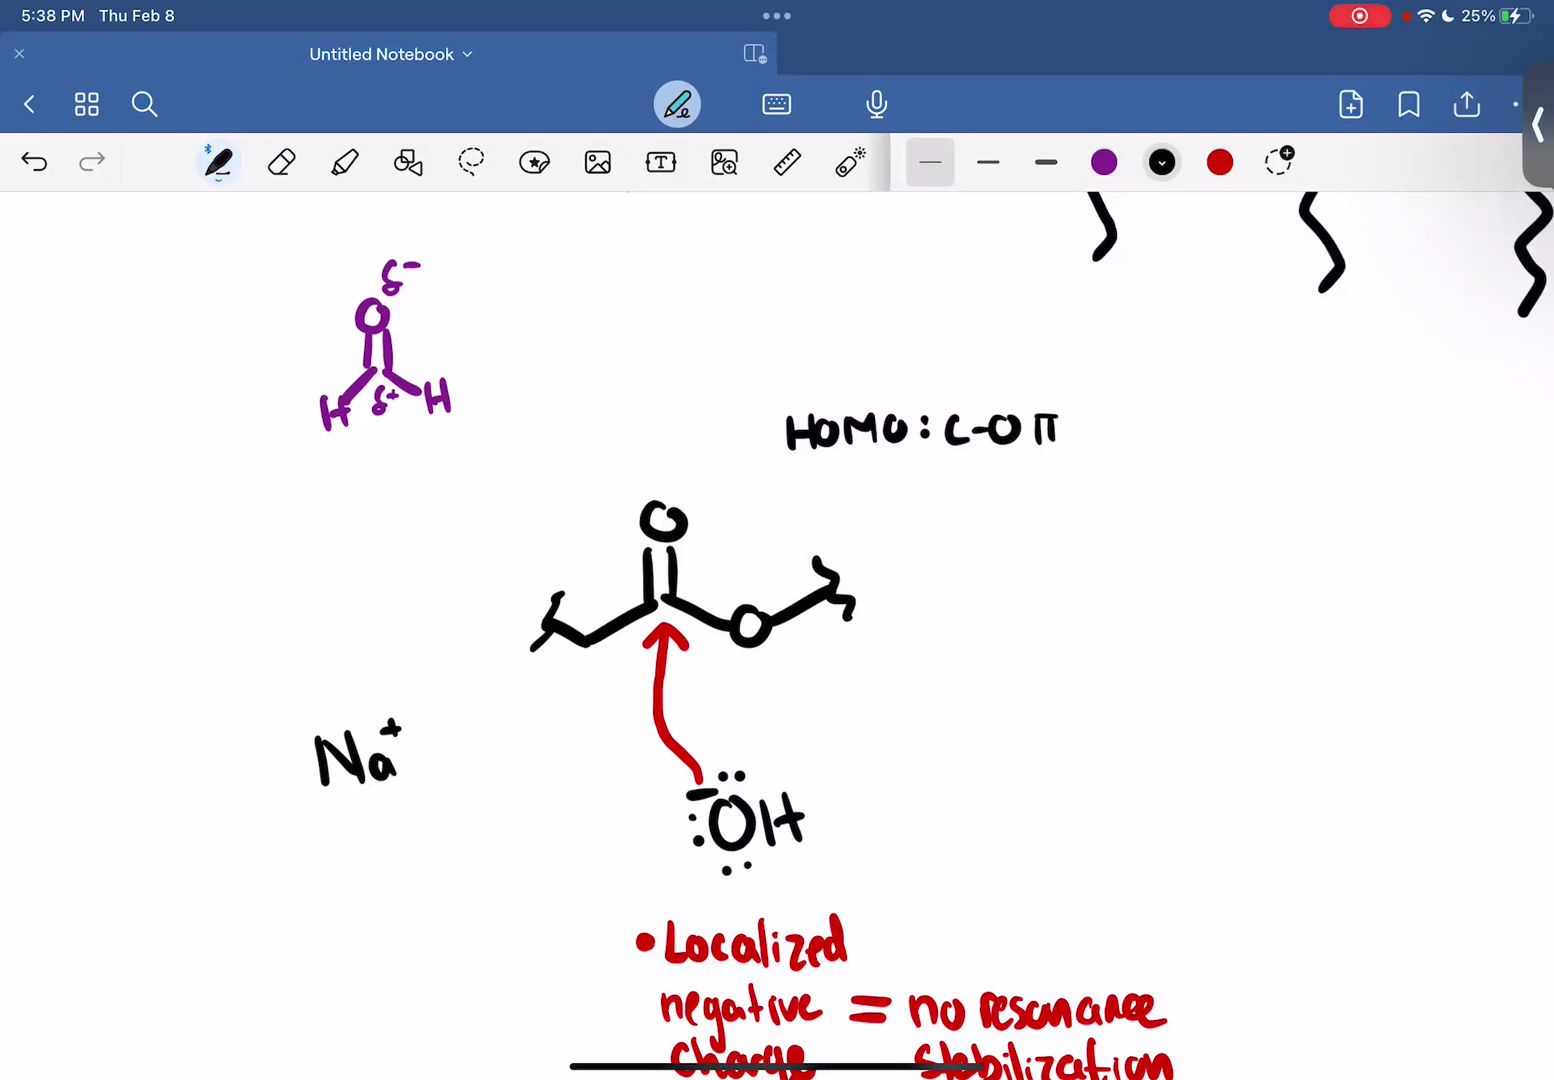 5:38 PM Thu Feb 8
25%
Untitled Notebook
T
δ-
O
H δ+ H
HOMO: C-O π
O
O
Na+
-:OH
• Localized
negative = no resonance
charge stabilization